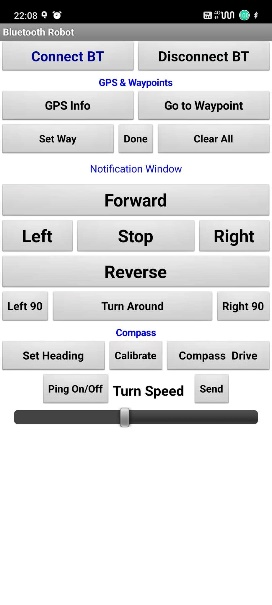 22:08
Bluetooth Robot
Connect BT Disconnect BT
GPS & Waypoints
GPS Info Go to Waypoint
Set Way Done Clear All
Notification Window
Forward
Left Stop Right
Reverse
Left 90 Turn Around Right 90
Compass
Set Heading Calibrate Compass Drive
Ping On/Off Turn Speed Send